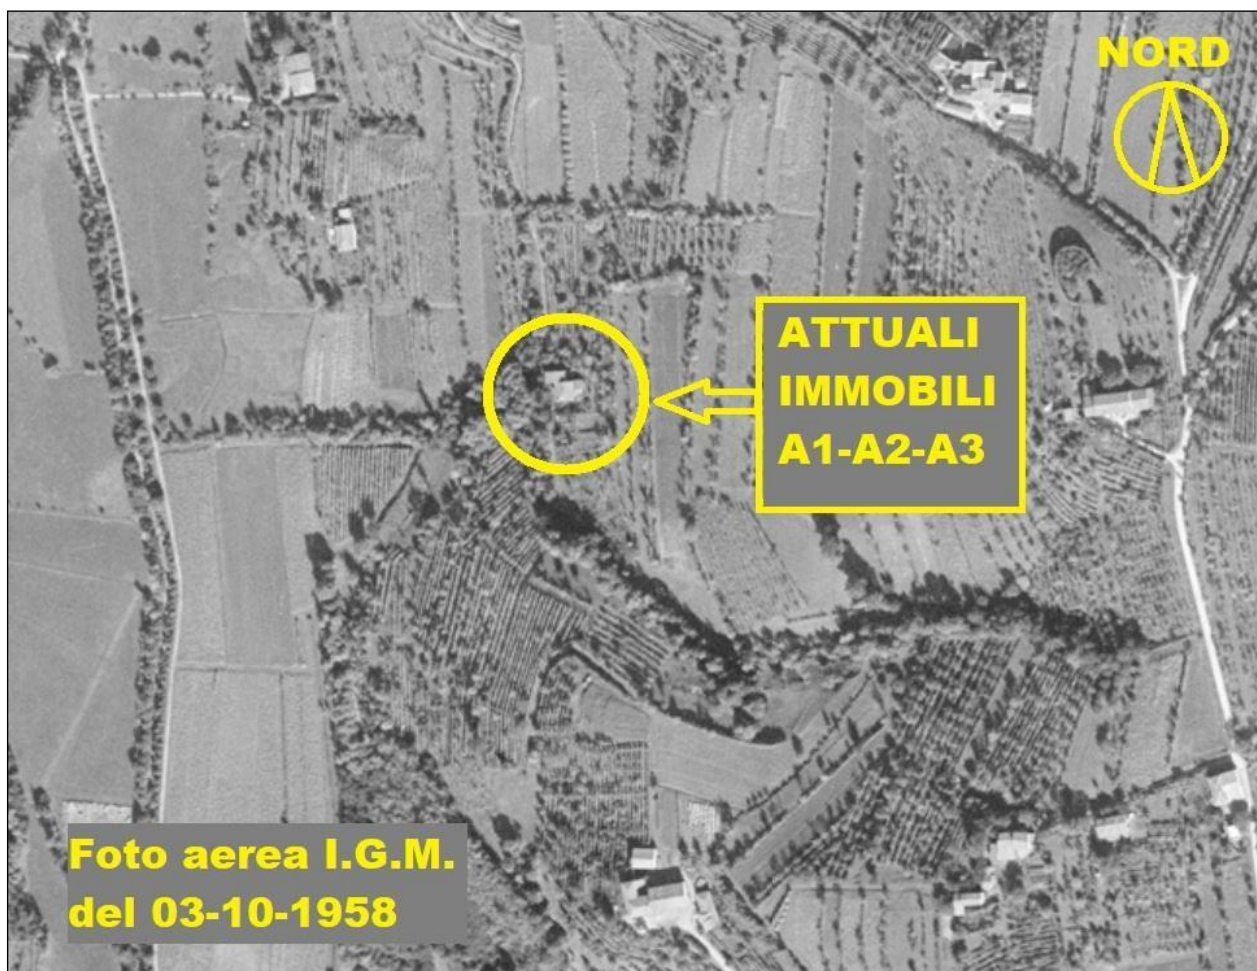 NORD
ATTUALI
IMMOBILI
A1-A2-A3
Foto aerea I.G.M.
del 03-10-1958